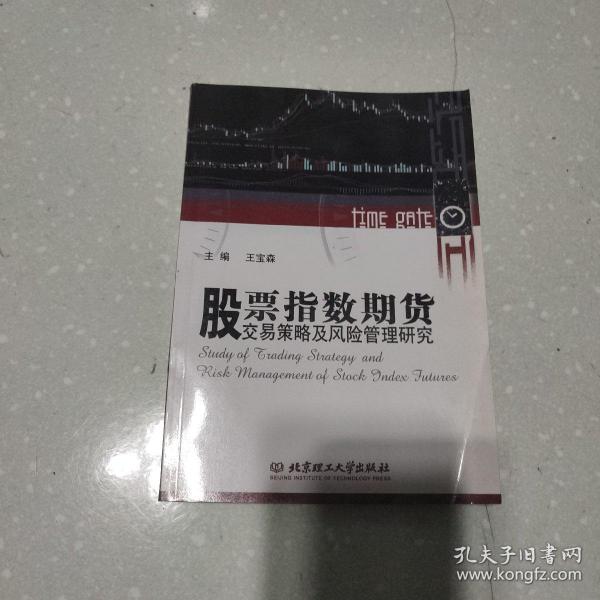 TIME GATE
主编 王宝森
股票指数期货
交易策略及风险管理研究
Study of Trading Strategy and
Risk Management of Stock Index Futures
北京理工大学出版社
BEIJING INSTITUTE OF TECHNOLOGY PRESS
孔夫子旧书网
www.kongfz.com